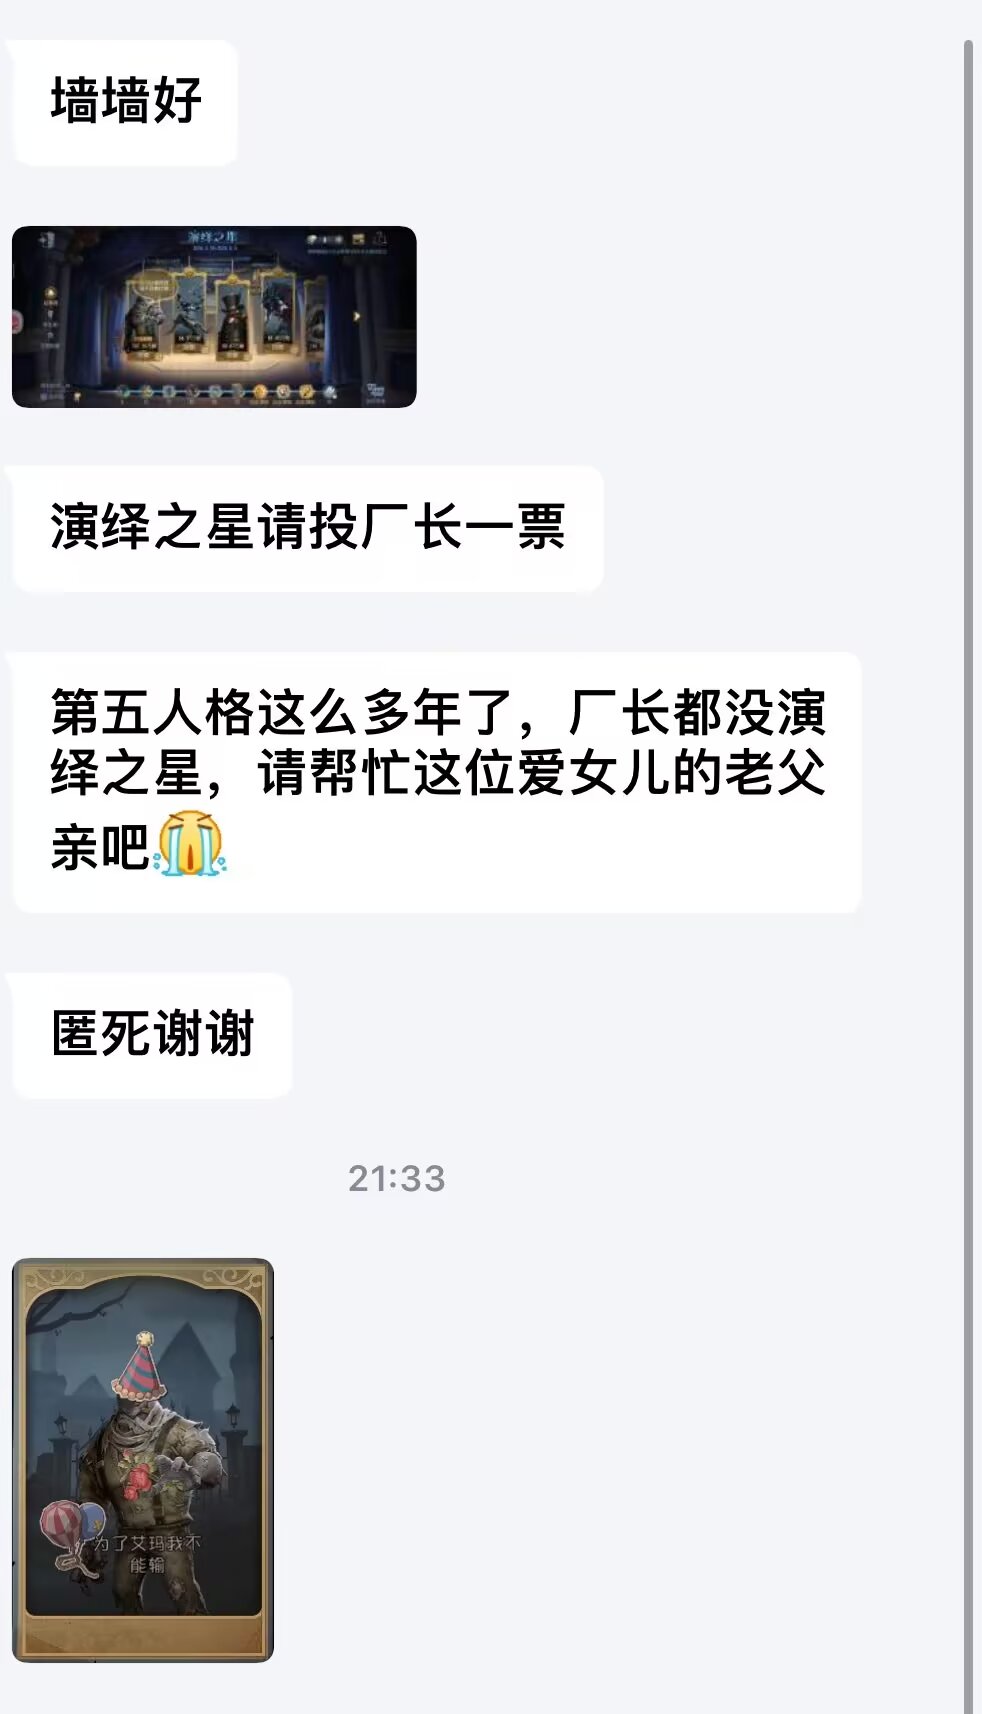 墙墙好
演绎之星
演绎之星请投厂长一票
第五人格这么多年了，厂长都没演
绎之星，请帮忙这位爱女儿的老父
亲吧
匿死谢谢
21:33
为了艾玛我不
能输